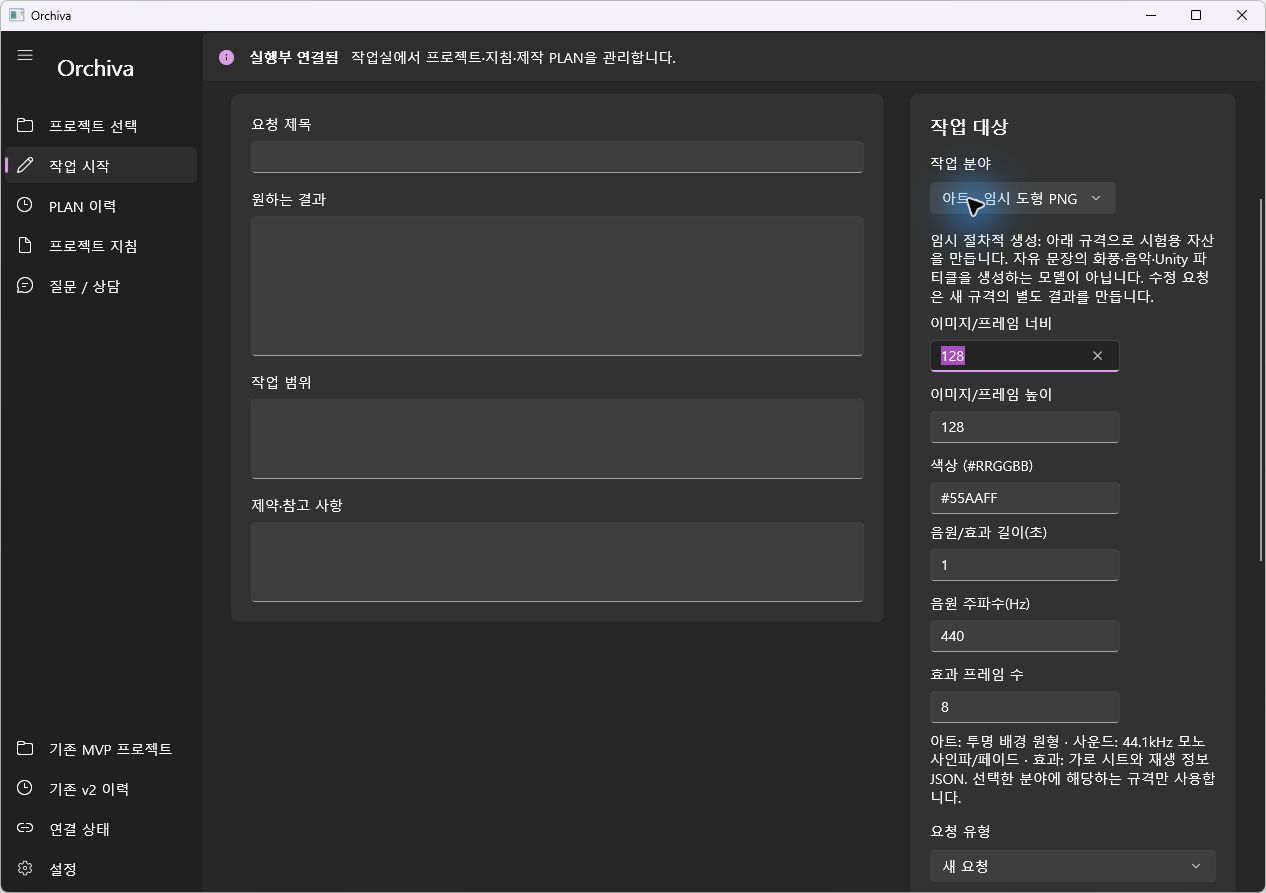 Orchiva
Orchiva
프로젝트 선택
작업 시작
PLAN 이력
프로젝트 지침
질문 / 상담
기존 MVP 프로젝트
기존 v2 이력
연결 상태
설정
실행부 연결됨 작업실에서 프로젝트·지침·제작 PLAN을 관리합니다.
요청 제목
원하는 결과
작업 범위
제약·참고 사항
작업 대상
작업 분야
아트 임시 도형 PNG
임시 절차적 생성: 아래 규격으로 시험용 자산
을 만듭니다. 자유 문장의 화풍·음악·Unity 파
티클을 생성하는 모델이 아닙니다. 수정 요청
은 새 규격의 별도 결과를 만듭니다.
이미지/프레임 너비
128
이미지/프레임 높이
128
색상 (#RRGGBB)
#55AAFF
음원/효과 길이(초)
1
음원 주파수(Hz)
440
효과 프레임 수
8
아트: 투명 배경 원형 · 사운드: 44.1kHz 모노
사인파/페이드 · 효과: 가로 시트와 재생 정보
JSON. 선택한 분야에 해당하는 규격만 사용합
니다.
요청 유형
새 요청